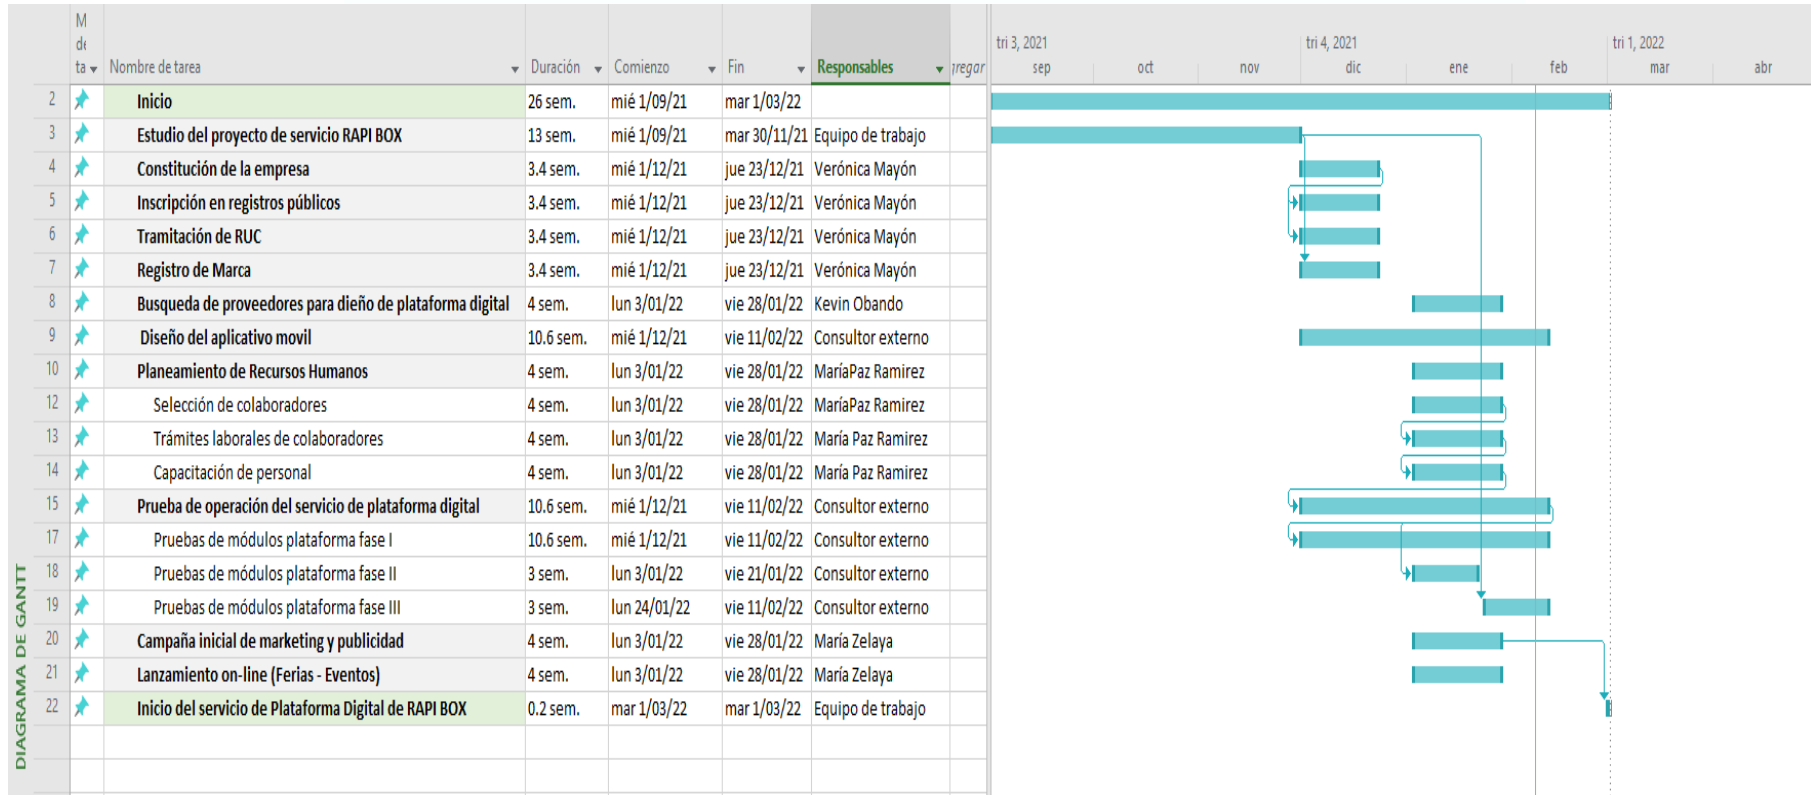 M
de
ta Nombre de tarea Duración Comienzo Fin Responsables gregar
tri 3, 2021 tri 4, 2021 tri 1, 2022
sep oct nov dic ene feb mar abr
2 Inicio 26 sem. mié 1/09/21 mar 1/03/22
3 Estudio del proyecto de servicio RAPI BOX 13 sem. mié 1/09/21 mar 30/11/21 Equipo de trabajo
4 Constitución de la empresa 3.4 sem. mié 1/12/21 jue 23/12/21 Verónica Mayón
5 Inscripción en registros públicos 3.4 sem. mié 1/12/21 jue 23/12/21 Verónica Mayón
6 Tramitación de RUC 3.4 sem. mié 1/12/21 jue 23/12/21 Verónica Mayón
7 Registro de Marca 3.4 sem. mié 1/12/21 jue 23/12/21 Verónica Mayón
8 Busqueda de proveedores para dieño de plataforma digital 4 sem. lun 3/01/22 vie 28/01/22 Kevin Obando
9 Diseño del aplicativo movil 10.6 sem. mié 1/12/21 vie 11/02/22 Consultor externo
10 Planeamiento de Recursos Humanos 4 sem. lun 3/01/22 vie 28/01/22 MaríaPaz Ramirez
12 Selección de colaboradores 4 sem. lun 3/01/22 vie 28/01/22 MaríaPaz Ramirez
13 Trámites laborales de colaboradores 4 sem. lun 3/01/22 vie 28/01/22 María Paz Ramirez
14 Capacitación de personal 4 sem. lun 3/01/22 vie 28/01/22 María Paz Ramirez
15 Prueba de operación del servicio de plataforma digital 10.6 sem. mié 1/12/21 vie 11/02/22 Consultor externo
17 Pruebas de módulos plataforma fase I 10.6 sem. mié 1/12/21 vie 11/02/22 Consultor externo
18 Pruebas de módulos plataforma fase II 3 sem. lun 3/01/22 vie 21/01/22 Consultor externo
19 Pruebas de módulos plataforma fase III 3 sem. lun 24/01/22 vie 11/02/22 Consultor externo
20 Campaña inicial de marketing y publicidad 4 sem. lun 3/01/22 vie 28/01/22 María Zelaya
21 Lanzamiento on-line (Ferias - Eventos) 4 sem. lun 3/01/22 vie 28/01/22 María Zelaya
22 Inicio del servicio de Plataforma Digital de RAPI BOX 0.2 sem. mar 1/03/22 mar 1/03/22 Equipo de trabajo
DIAGRAMA DE GANTT